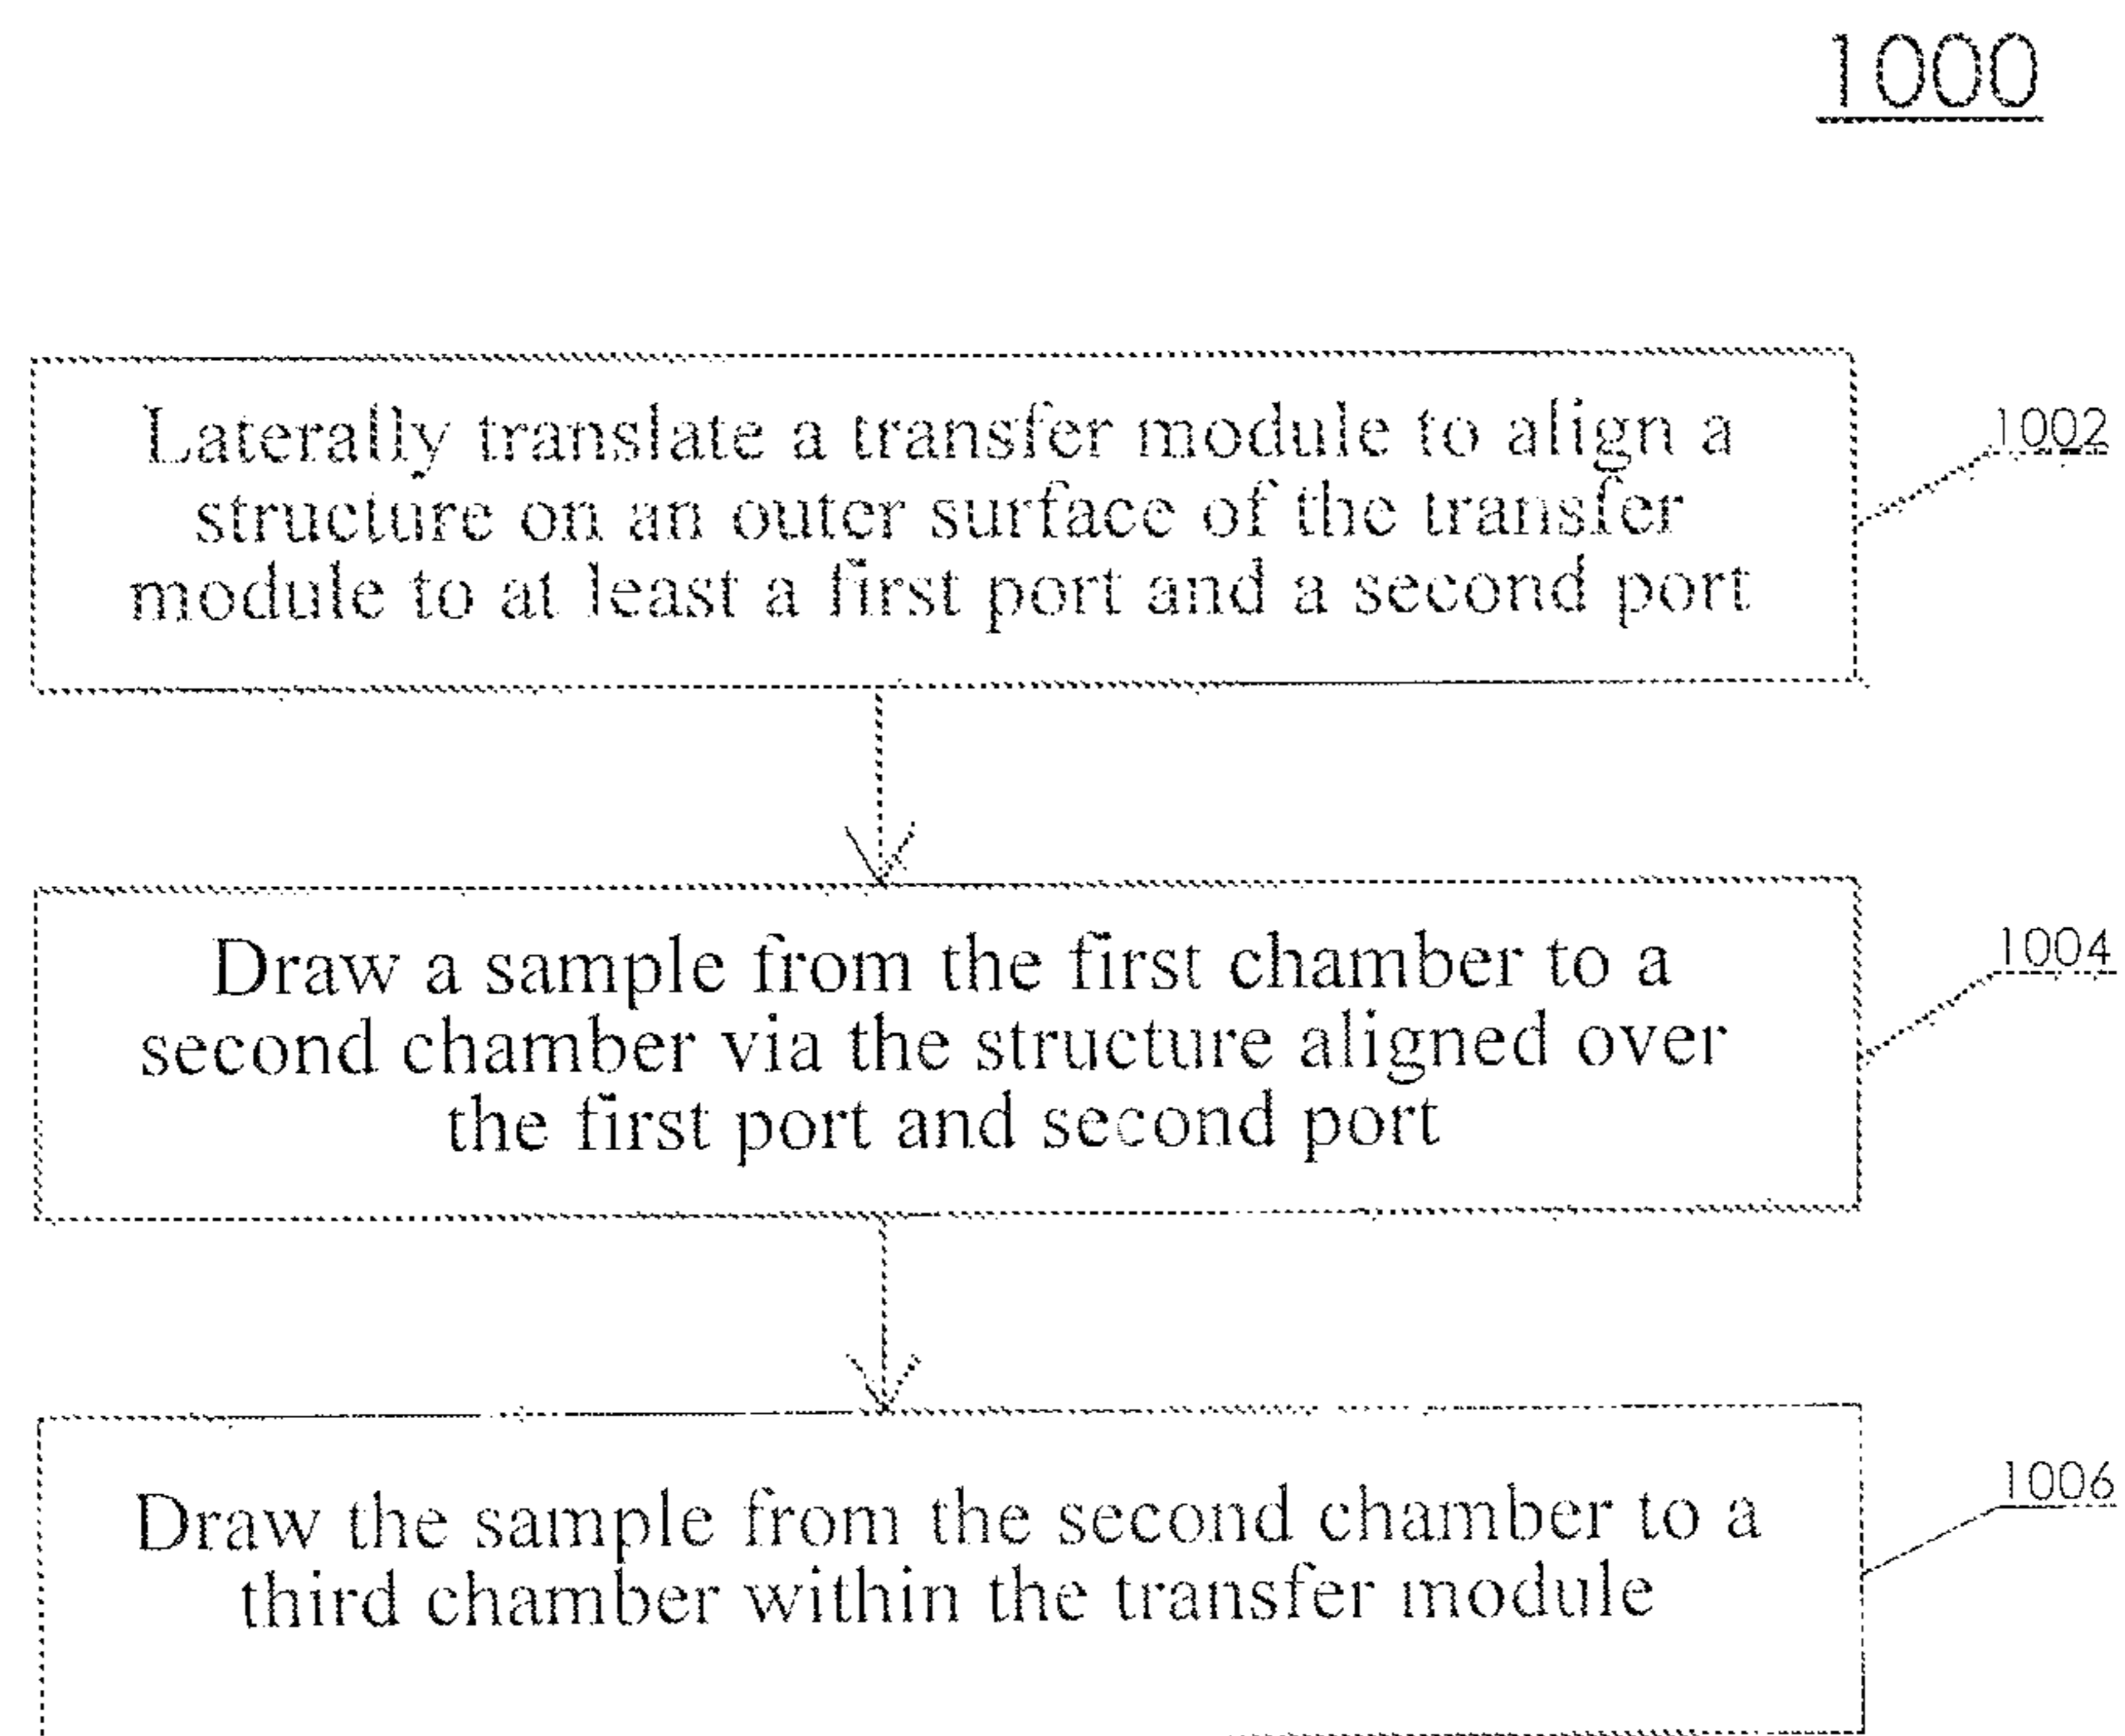 1000
Laterally translate a transfer module to align a
structure on an outer surface of the transfer
module to at least a first port and a second port
1002
Draw a sample from the first chamber to a
second chamber via the structure aligned over
the first port and second port
1004
Draw the sample from the second chamber to a
third chamber within the transfer module
1006